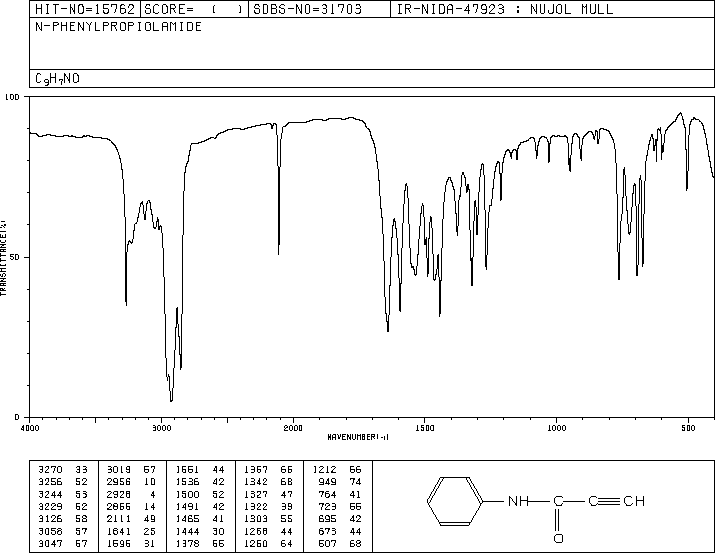 HIT-NO=15762 SCORE= ( ) SDBS-NO=31703 IR-NIDA-47923 : NUJOL MULL
N-PHENYLPROPIOLAMIDE
C9H7NO
100
TRANSMITTANCE(%)
50
0
4000 3000 2000 1500 1000 500
WAVENUMBER(-1)
3270 33 3019 57 1551 44 1367 66 1212 66
3256 52 2956 10 1536 42 1342 68 949 74
3244 53 2928 4 1500 52 1327 47 764 41
3229 52 2855 14 1491 42 1322 39 723 55
3126 58 2111 49 1465 41 1303 55 695 42
3058 57 1641 25 1444 30 1268 44 673 44
3047 57 1595 31 1378 55 1260 64 507 68
NH C C CH
O